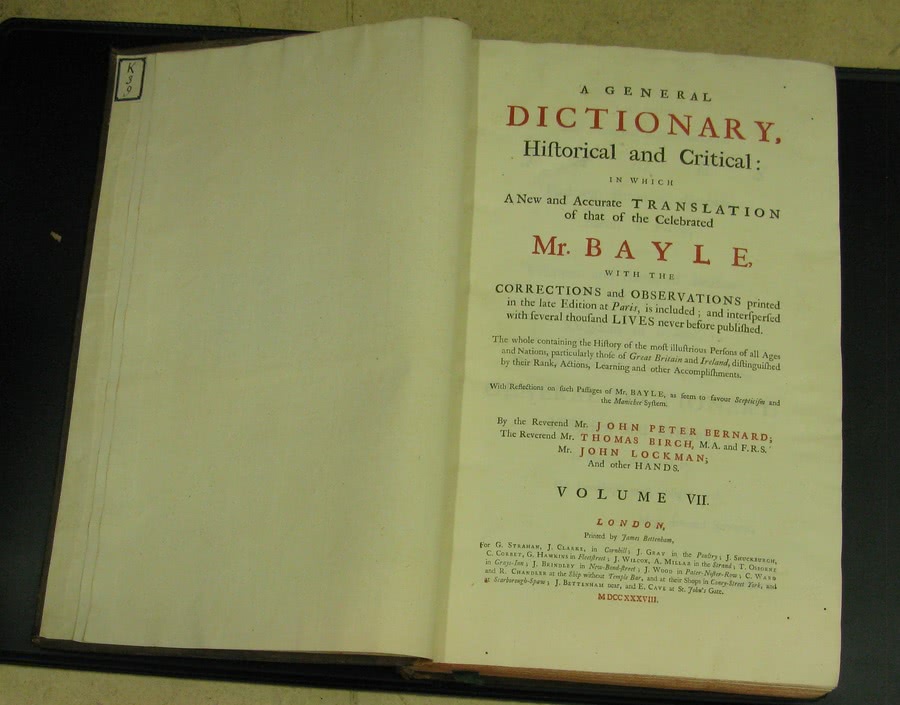 K
3
9
A GENERAL
DICTIONARY,
Hiſtorical and Critical:
IN WHICH
A New and Accurate TRANSLATION
of that of the Celebrated
Mr. BAYLE,
WITH THE
CORRECTIONS and OBSERVATIONS printed
in the late Edition at Paris, is included; and interſperſed
with ſeveral thouſand LIVES never before publiſhed.
The whole containing the Hiſtory of the moſt illuſtrious Perſons of all Ages
and Nations, particularly thoſe of Great Britain and Ireland, diſtinguiſhed
by their Rank, Actions, Learning and other Accompliſhments.
With Reflections on ſuch Paſſages of Mr. BAYLE, as ſeem to favour Scepticiſm and
the Manichee Syſtem.
By the Reverend Mr. JOHN PETER BERNARD;
The Reverend Mr. THOMAS BIRCH, M.A. and F.R.S.
Mr. JOHN LOCKMAN;
And other HANDS.
VOLUME VII.
LONDON,
Printed by James Bettenham,
For G. STRAHAN, J. CLARKE, in Cornhill; J. GRAY in the Poultry; J. SHUCKBURGH,
C. CORBET, G. HAWKINS in Fleetſtreet; J. WILCOX, A. MILLAR in the Strand; T. OSBORNE
in Grays-Inn; J. BRINDLEY in New-Bond-ſtreet; J. WOOD in Pater-Noſter-Row; C. WARD
and R. CHANDLER at the Ship without Temple Bar, and at their Shops in Coney-Street York, and
at Scarborough-Spaw; J. BETTENHAM and E. CAVE at St. John's Gate.
MDCCXXXVIII.